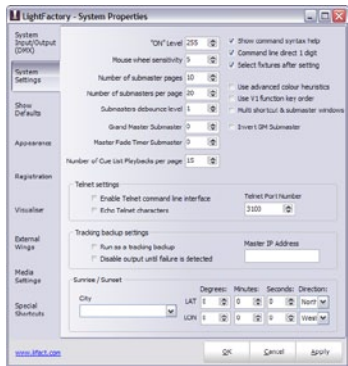 LightFactory - System Properties
System Input/Output (DMX)
System Settings
Show Defaults
Appearance
Registration
Visualiser
External Wings
Media Settings
Special Shortcuts
"ON" Level 255
Mouse wheel sensitivity 5
Number of submaster pages 10
Number of submasters per page 20
Submasters debounce level 1
Grand Master Submaster 0
Master Fade Timer Submaster 0
Number of Cue List Playbacks per page 15
Show command syntax help
Command line direct 1 digit
Select fixtures after setting
Use advanced colour heuristics
Use V1 function key order
Multi shortcut & submaster windows
Invert GM Submaster
Telnet settings
Enable Telnet command line interface
Echo Telnet characters
Telnet Port Number
3100
Tracking backup settings
Run as a tracking backup
Disable output until failure is detected
Master IP Address
Sunrise / Sunset
City
Degrees: Minutes: Seconds: Direction:
LAT 0 0 0 North
LON 0 0 0 West
www.lfact.com
OK Cancel Apply